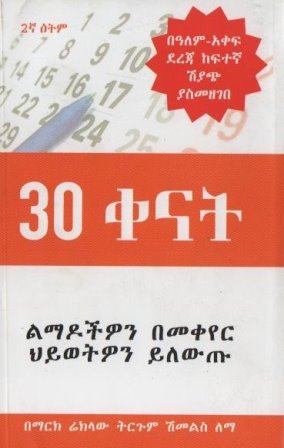 2ኛ ዕትም
በዓለም-አቀፍ
ደረጃ ከፍተኛ
ሽያጭ
ያስመዘገበ
30 ቀናት
ልማዶችዎን በመቀየር
ህይወትዎን ይለውጡ
በማርክ ሬክላው ትርጉም ሽመልስ ለማ